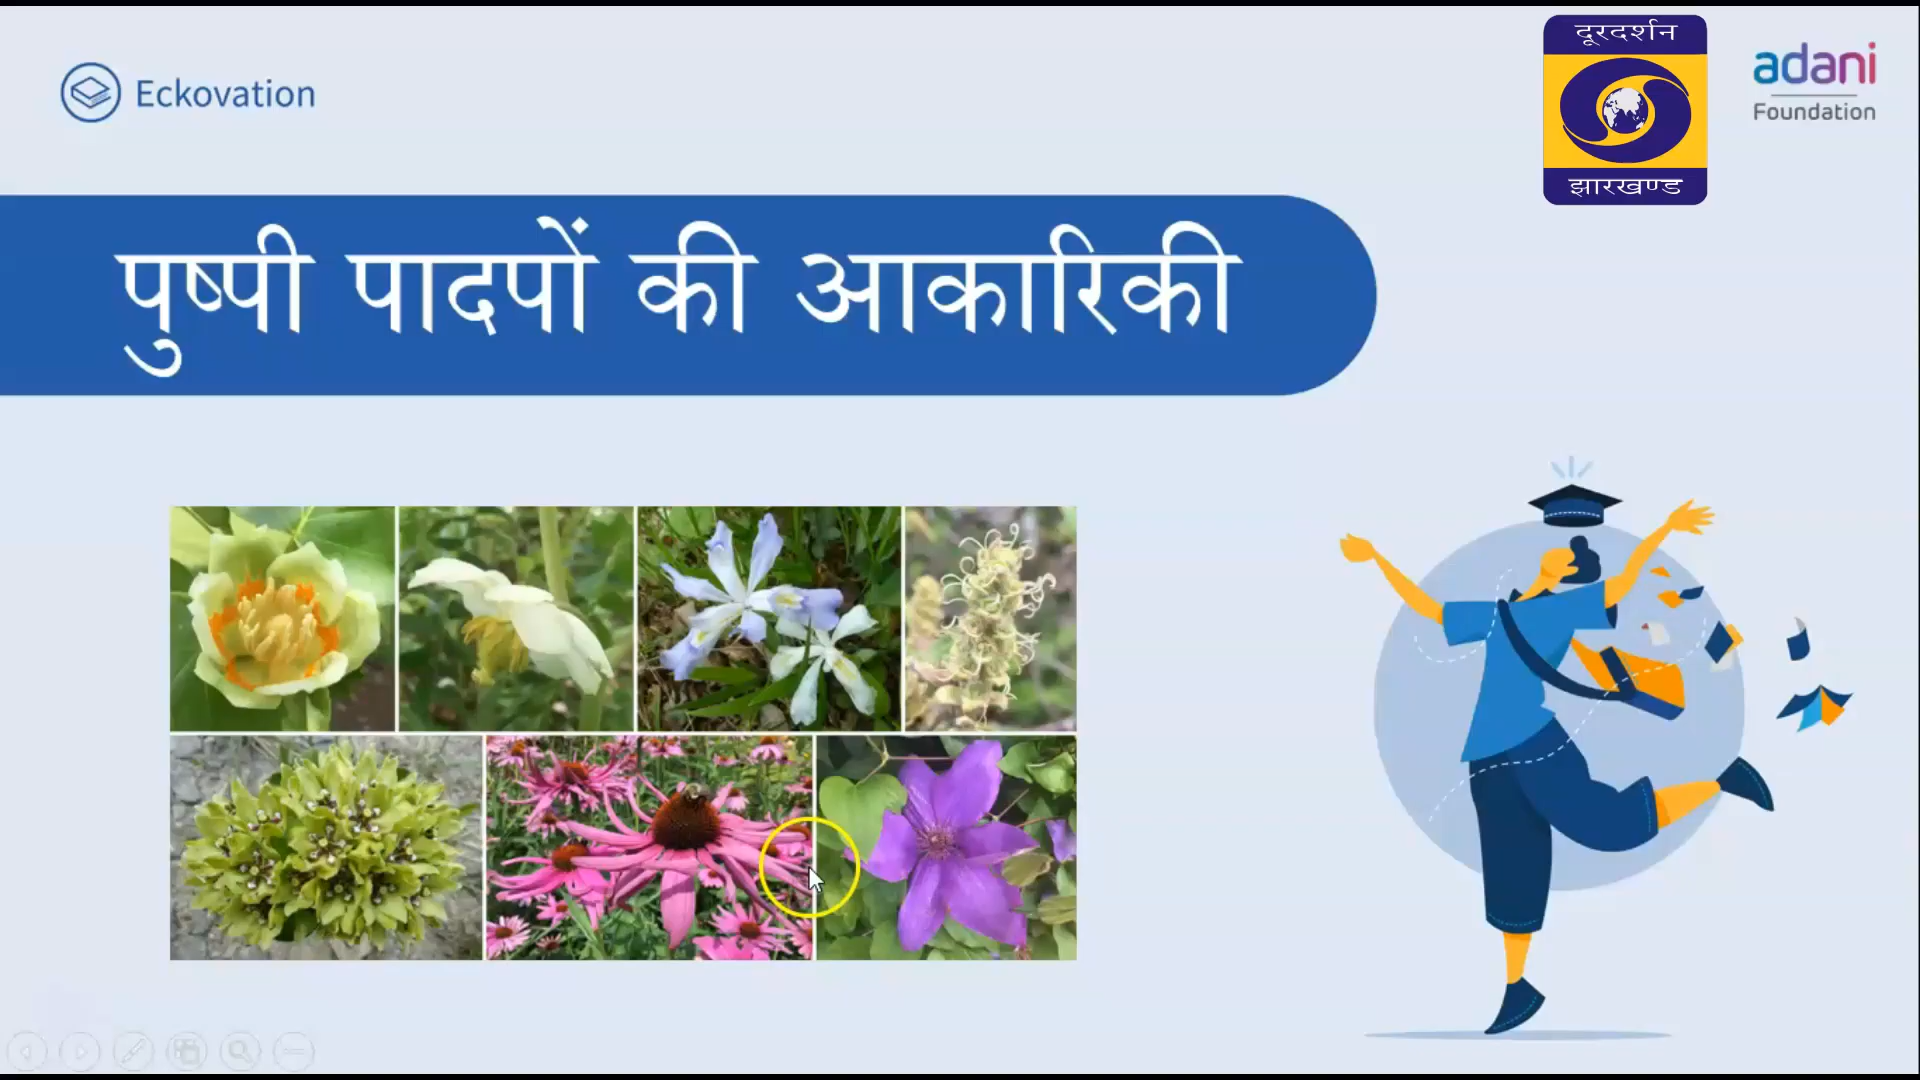 Eckovation
दूरदर्शन
झारखण्ड
adani
Foundation
पुष्पी पादपों की आकारिकी